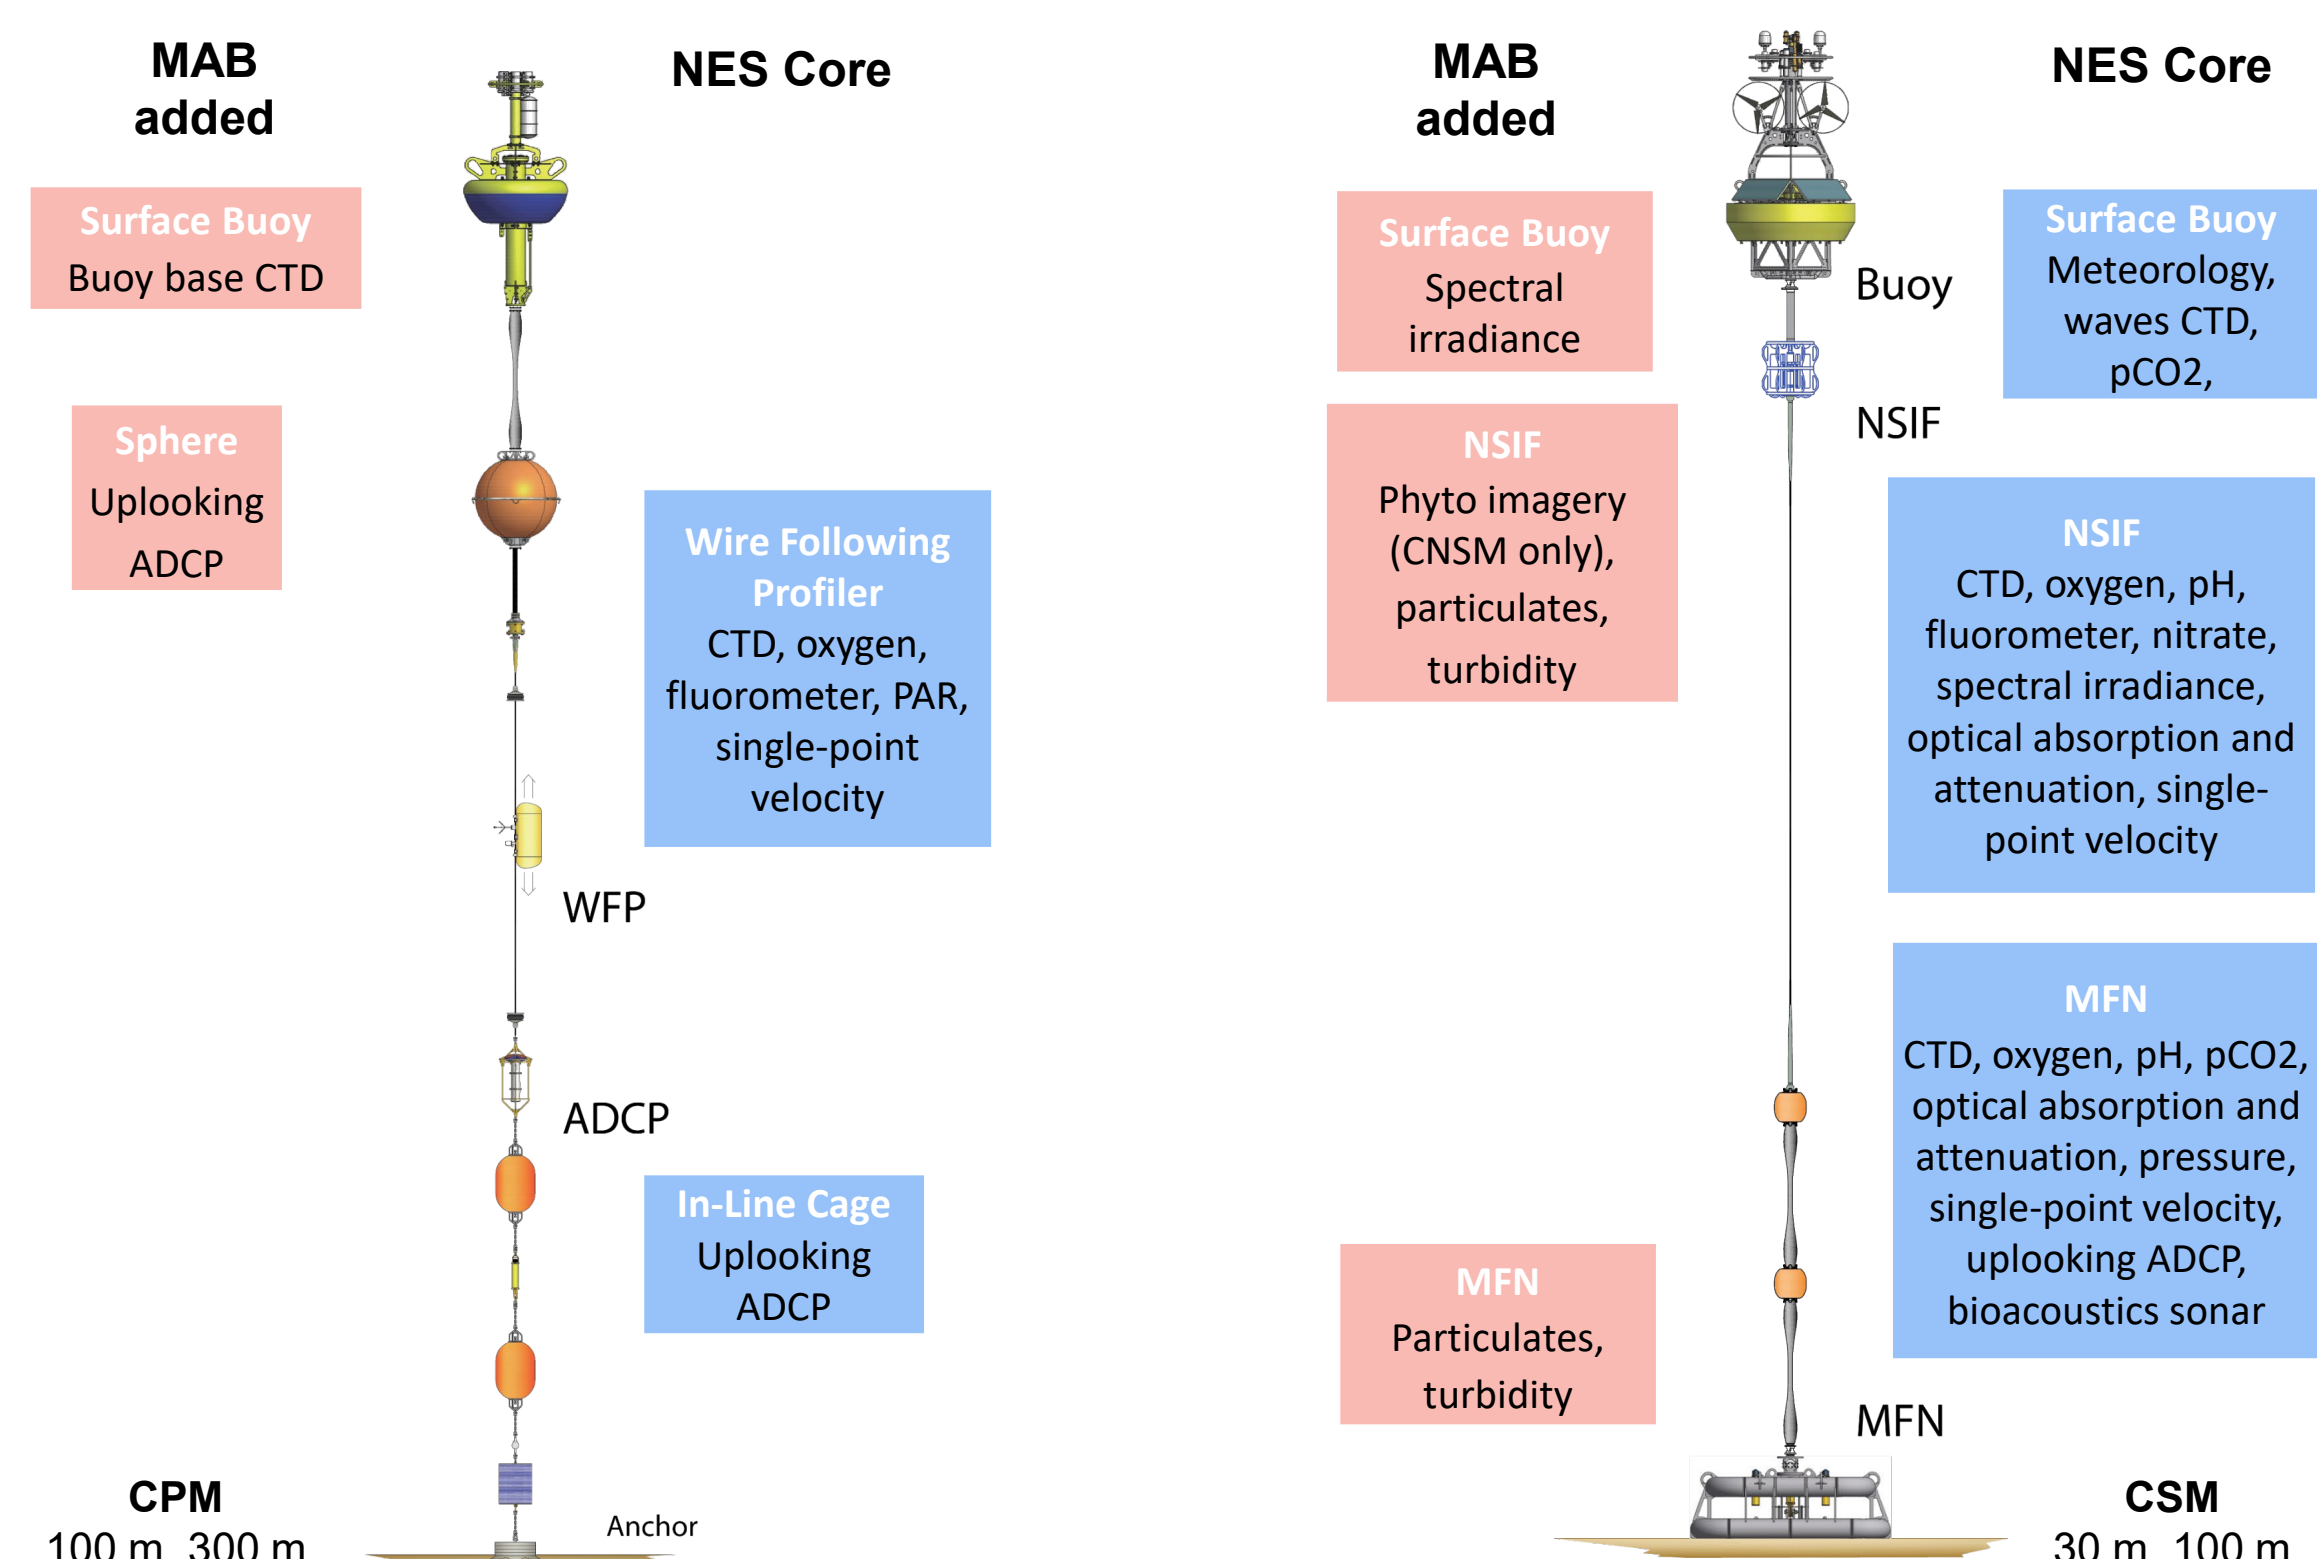 MAB
added
NES Core
Surface Buoy
Buoy base CTD
Sphere
Uplooking
ADCP
Wire Following
Profiler
CTD, oxygen,
fluorometer, PAR,
single-point
velocity
WFP
ADCP
In-Line Cage
Uplooking
ADCP
CPM
100 m, 300 m
Anchor
MAB
added
NES Core
Surface Buoy
Spectral
irradiance
Surface Buoy
Meteorology,
waves CTD,
pCO2,
Buoy
NSIF
NSIF
Phyto imagery
(CNSM only),
particulates,
turbidity
NSIF
CTD, oxygen, pH,
fluorometer, nitrate,
spectral irradiance,
optical absorption and
attenuation, single-
point velocity
MFN
CTD, oxygen, pH, pCO2,
optical absorption and
attenuation, pressure,
single-point velocity,
uplooking ADCP,
bioacoustics sonar
MFN
Particulates,
turbidity
MFN
CSM
30 m, 100 m